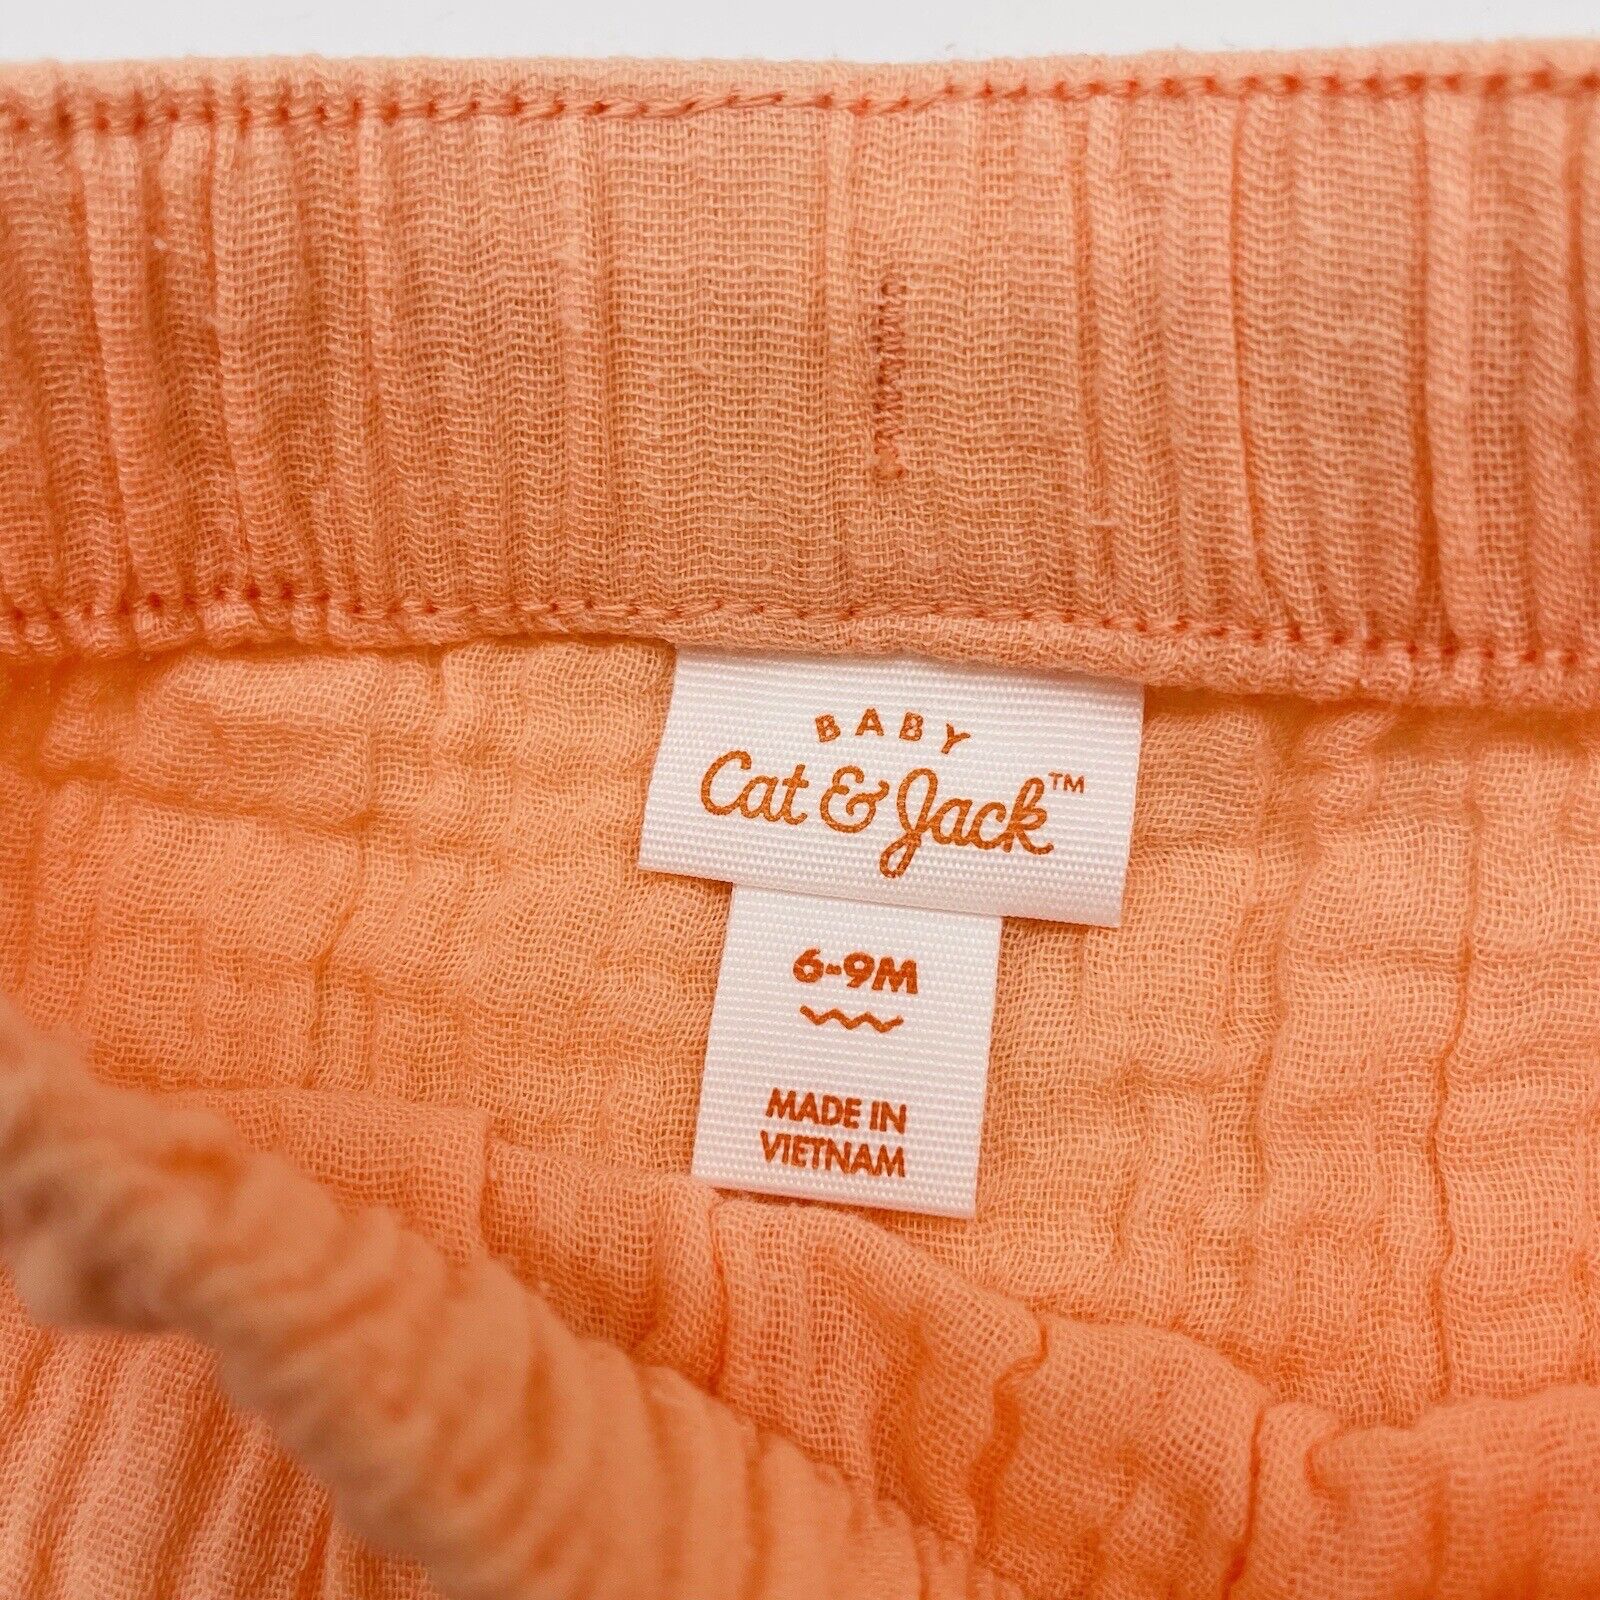 BABY
Cat & Jack™
6-9M
MADE IN
VIETNAM